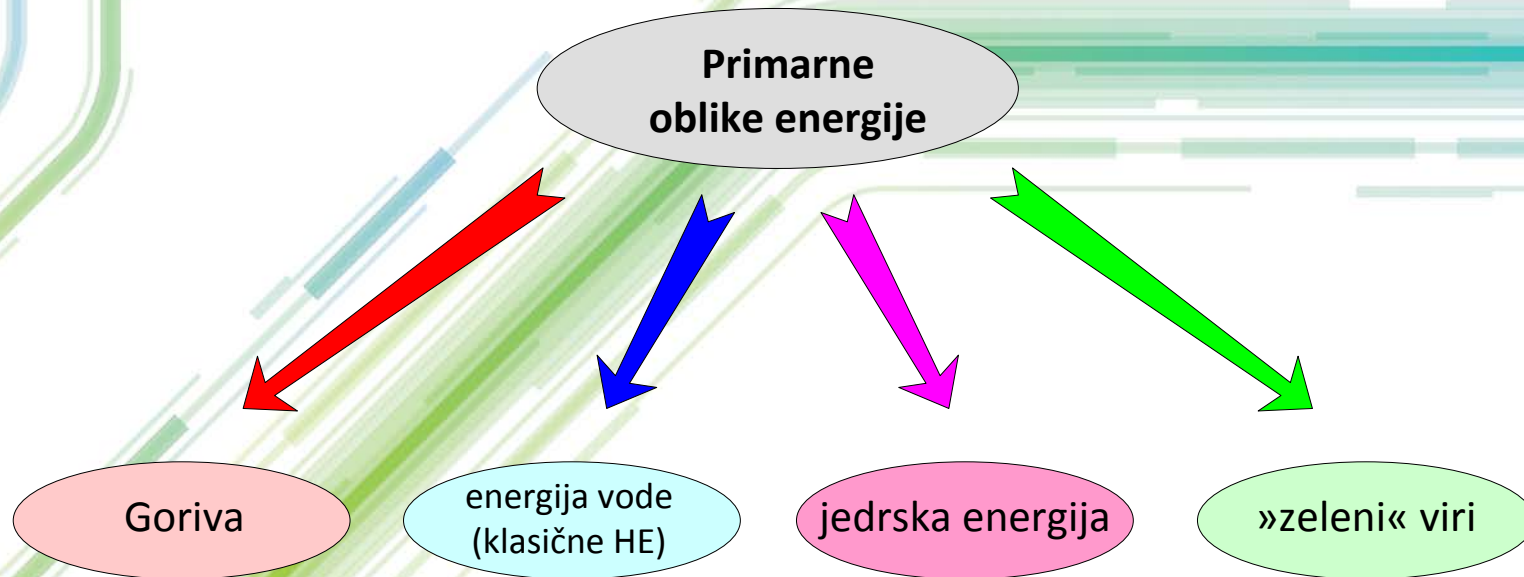 Primarne
oblike energije
Goriva
energija vode
(klasične HE)
jedrska energija
»zeleni« viri